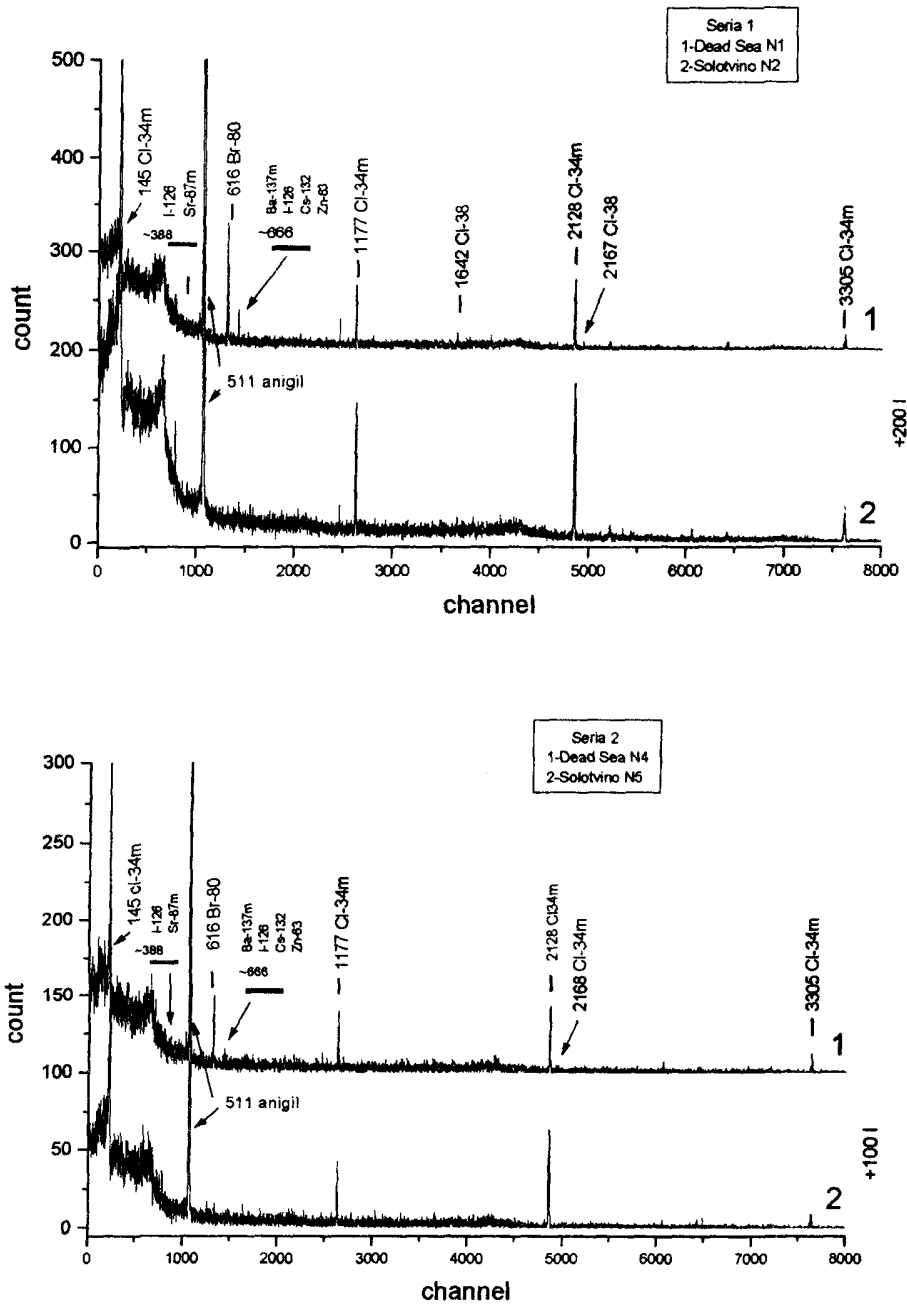 Seria 1
1-Dead Sea N1
2-Solotvino N2
500
400
300
200
100
0
count
145 Cl-34m
~388
I-126
Sr-87m
616 Br-80
~666
Ba-137m
I-126
Cs-132
Zn-63
1177 Cl-34m
1642 Cl-38
2128 Cl-34m
2167 Cl-38
3305 Cl-34m
1
511 anigil
2
+200 I
0 1000 2000 3000 4000 5000 6000 7000 8000
channel
Seria 2
1-Dead Sea N4
2-Solotvino N5
300
250
200
150
100
50
0
count
145 cl-34m
~388
I-126
Sr-87m
616 Br-80
~666
Ba-137m
I-126
Cs-132
Zn-63
1177 Cl-34m
2128 Cl34m
2168 Cl-34m
3305 Cl-34m
1
511 anigil
2
+100 I
0 1000 2000 3000 4000 5000 6000 7000 8000
channel